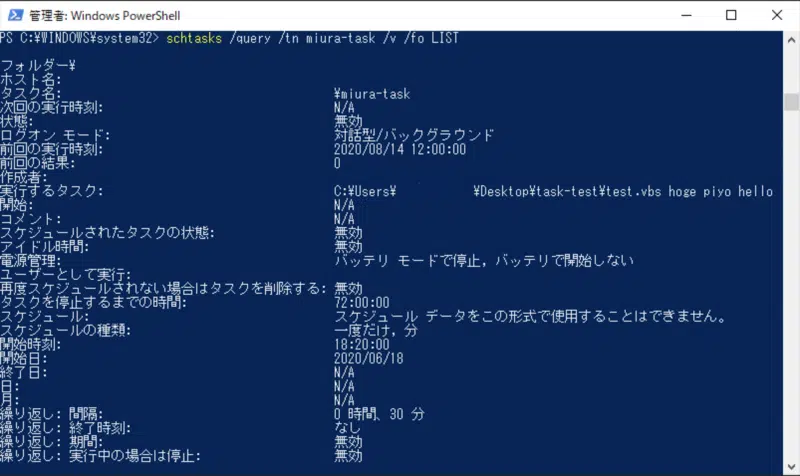 管理者: Windows PowerShell
PS C:¥WINDOWS¥system32> schtasks /query /tn miura-task /v /fo LIST
フォルダー¥
ホスト名:
タスク名: ¥miura-task
次回の実行時刻: N/A
状態: 無効
ログオン モード: 対話型/バックグラウンド
前回の実行時刻: 2020/08/14 12:00:00
前回の結果: 0
作成者:
実行するタスク: C:¥Users¥ ¥Desktop¥task-test¥test.vbs hoge piyo hello
開始: N/A
コメント: N/A
スケジュールされたタスクの状態: 無効
アイドル時間: 無効
電源管理: バッテリ モードで停止, バッテリで開始しない
ユーザーとして実行:
再度スケジュールされない場合はタスクを削除する: 無効
タスクを停止するまでの時間: 72:00:00
スケジュール: スケジュール データをこの形式で使用することはできません。
スケジュールの種類: 一度だけ, 分
開始時刻: 18:20:00
開始日: 2020/06/18
終了日: N/A
日: N/A
月: N/A
繰り返し: 間隔: 0 時間、30 分
繰り返し: 終了時刻: なし
繰り返し: 期間: 無効
繰り返し: 実行中の場合は停止: 無効